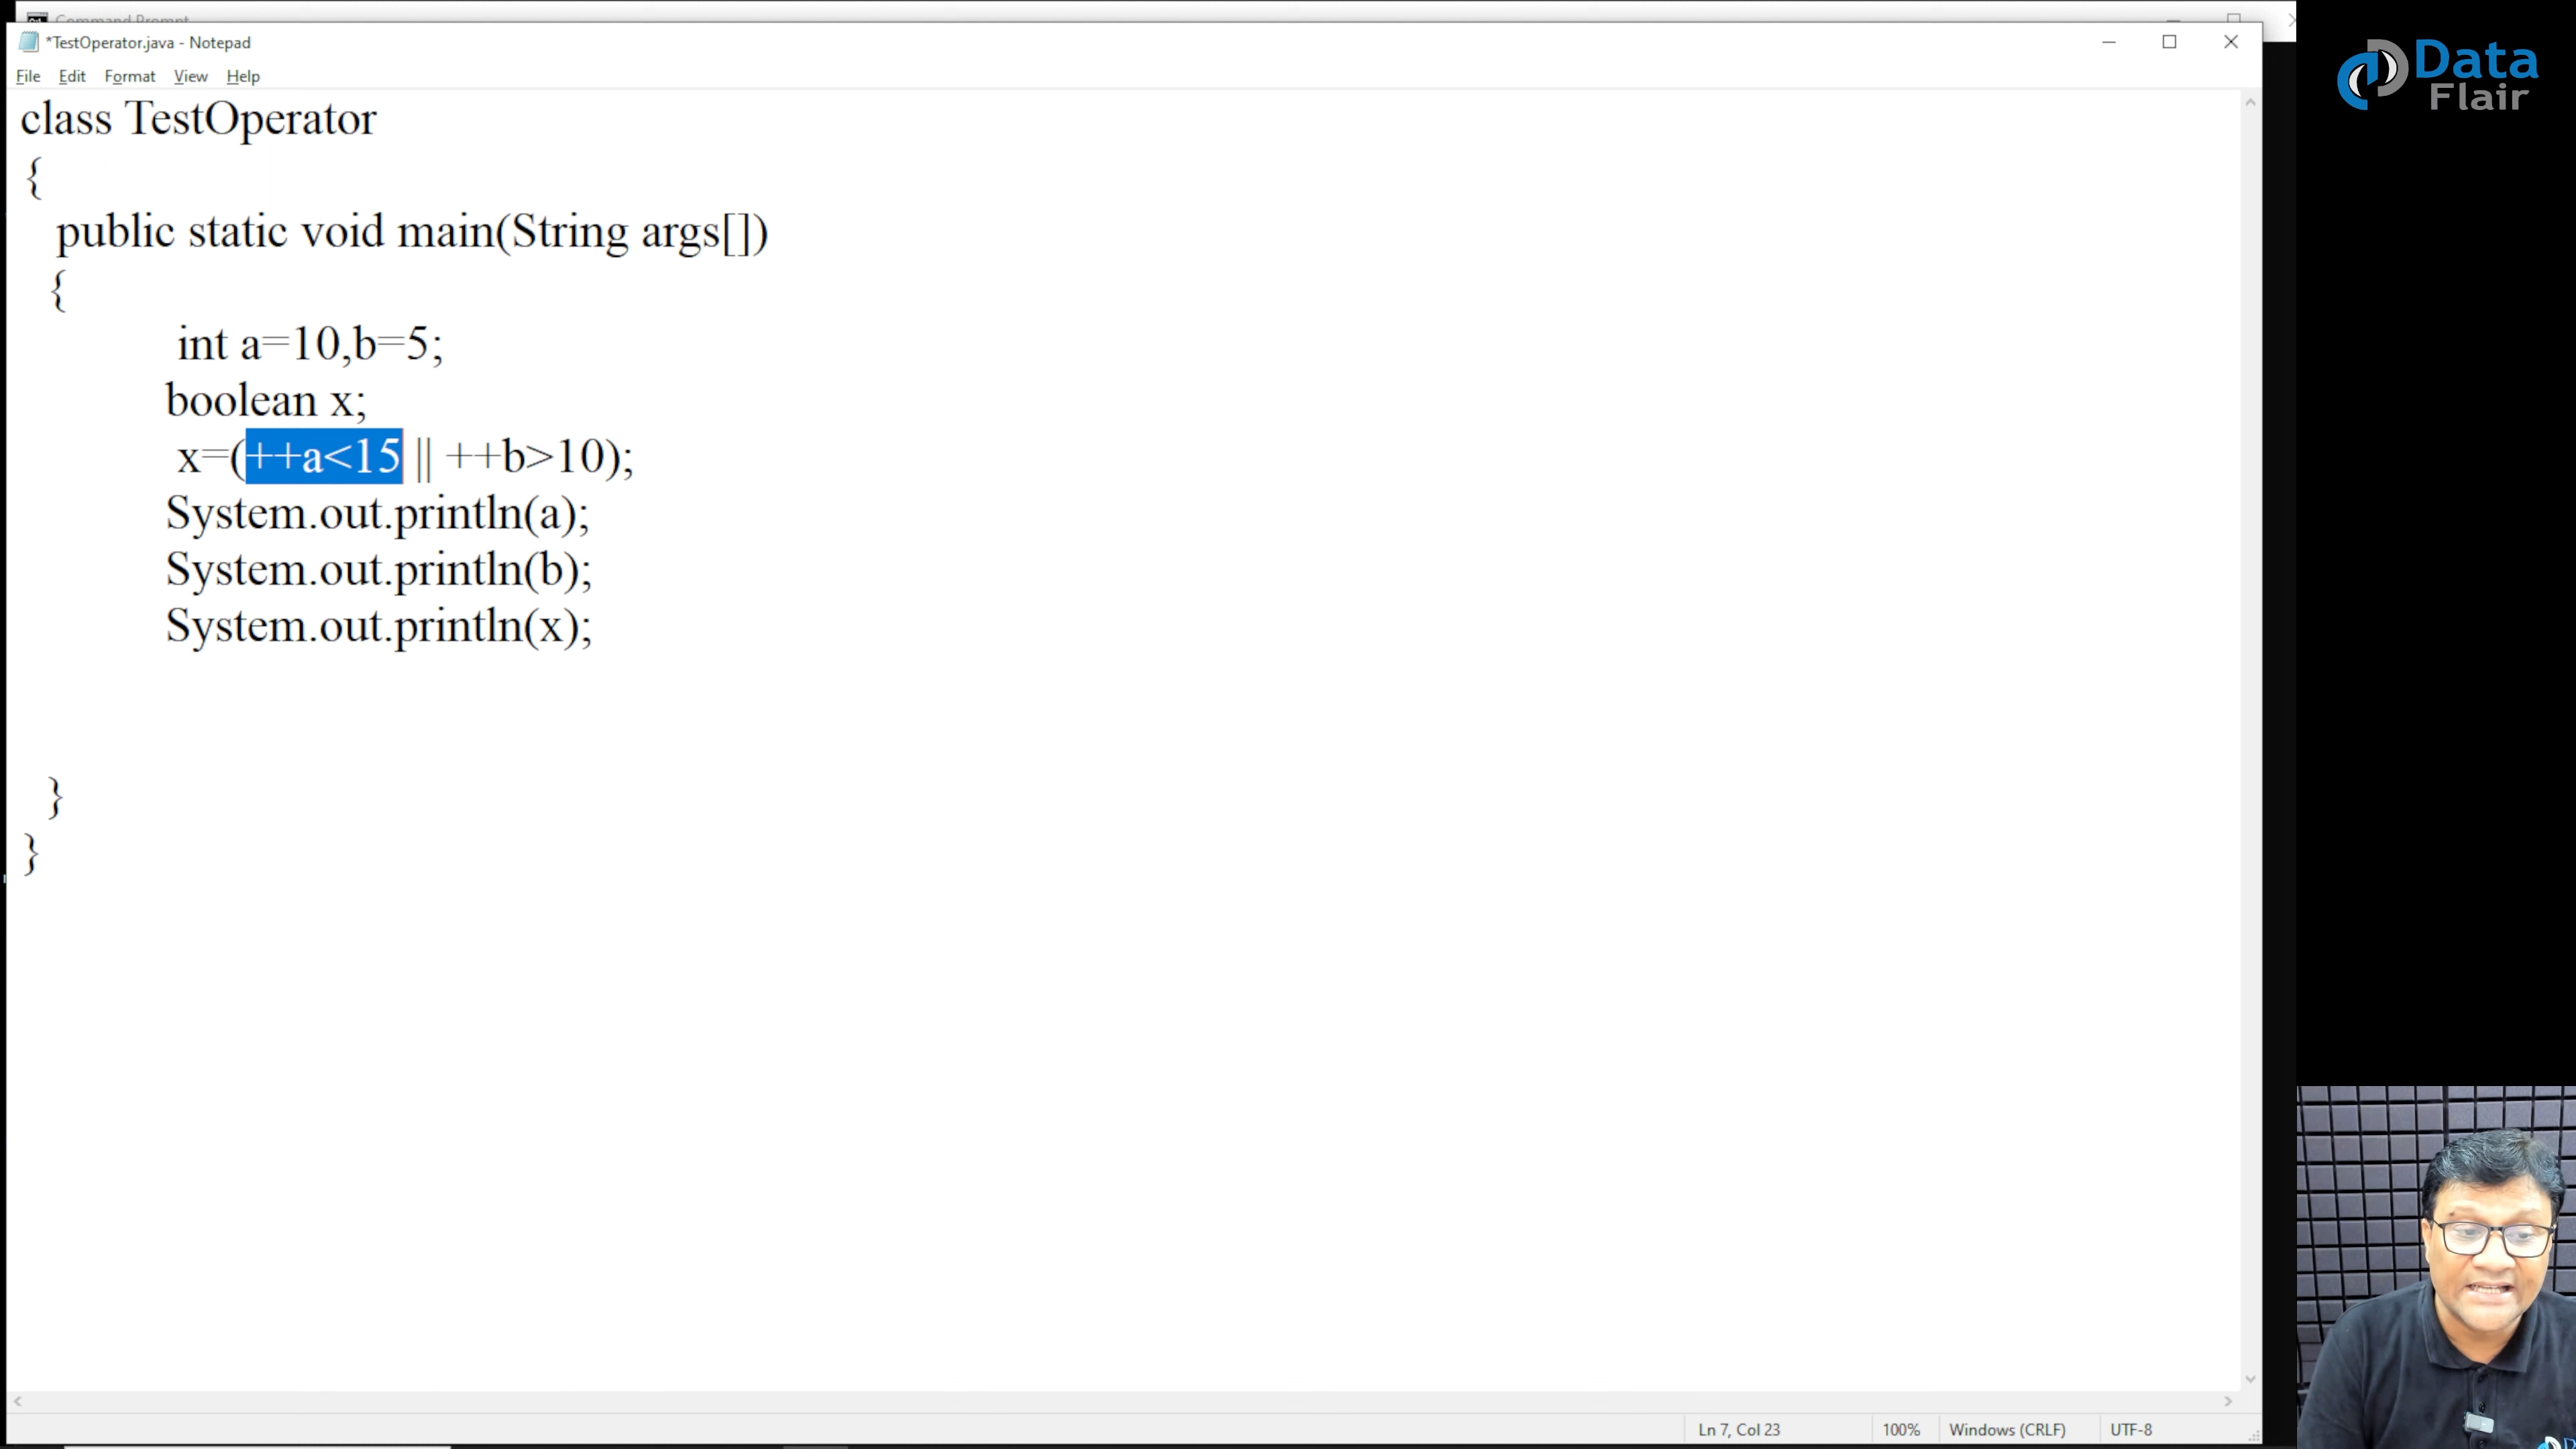 Command Prompt
*TestOperator.java - Notepad
File Edit Format View Help
class TestOperator
{
public static void main(String args[])
{
int a=10,b=5;
boolean x;
x=(++a<15 || ++b>10);
System.out.println(a);
System.out.println(b);
System.out.println(x);
}
}
Ln 7, Col 23 100% Windows (CRLF) UTF-8
Data
Flair